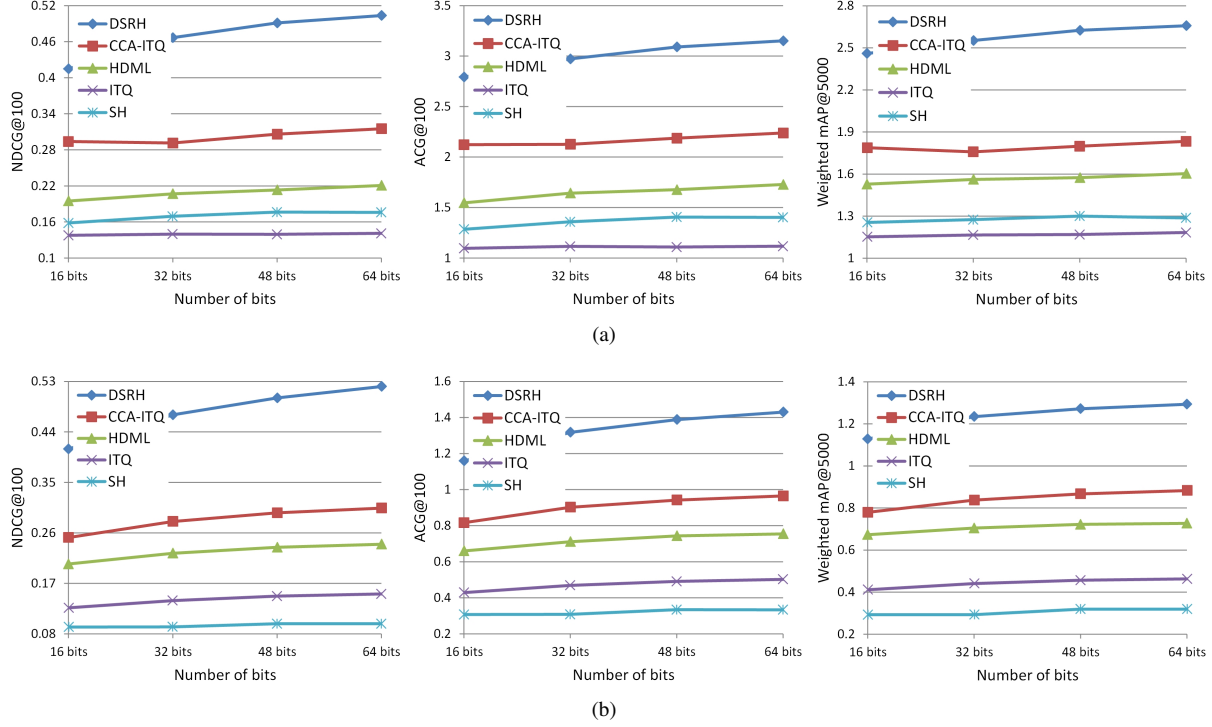 NDCG@100
0.52
0.46
0.4
0.34
0.28
0.22
0.16
0.1
DSRH
CCA-ITQ
HDML
ITQ
SH
16 bits
32 bits
48 bits
64 bits
Number of bits
ACG@100
3.5
3
2.5
2
1.5
1
DSRH
CCA-ITQ
HDML
ITQ
SH
16 bits
32 bits
48 bits
64 bits
Number of bits
Weighted mAP@5000
2.8
2.5
2.2
1.9
1.6
1.3
1
DSRH
CCA-ITQ
HDML
ITQ
SH
16 bits
32 bits
48 bits
64 bits
Number of bits
(a)
NDCG@100
0.53
0.44
0.35
0.26
0.17
0.08
DSRH
CCA-ITQ
HDML
ITQ
SH
16 bits
32 bits
48 bits
64 bits
Number of bits
ACG@100
1.6
1.4
1.2
1
0.8
0.6
0.4
0.2
DSRH
CCA-ITQ
HDML
ITQ
SH
16 bits
32 bits
48 bits
64 bits
Number of bits
Weighted mAP@5000
1.4
1.2
1
0.8
0.6
0.4
0.2
DSRH
CCA-ITQ
HDML
ITQ
SH
16 bits
32 bits
48 bits
64 bits
Number of bits
(b)